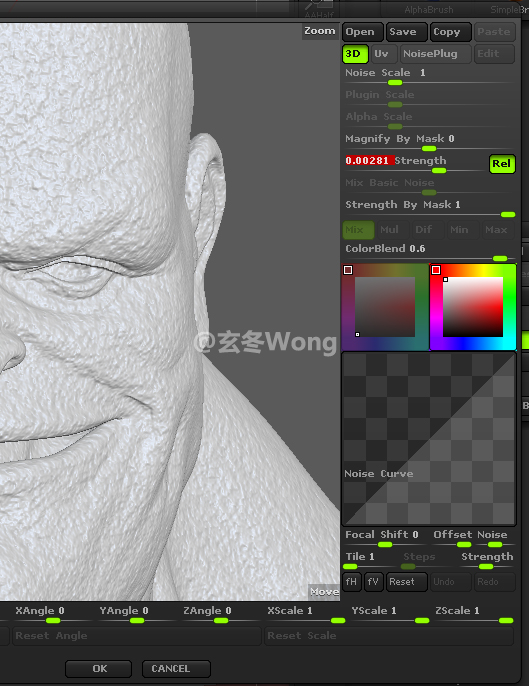 AlphaBrush
Zoom
Open Save Copy Paste
3D Uv NoisePlug Edit
Noise Scale 1
Plugin Scale
Alpha Scale
Magnify By Mask 0
0.00281 Strength Rel
Mix Basic Noise
Strength By Mask 1
Mix Mul Dif Min Max
ColorBlend 0.6
@玄冬Wong
Noise Curve
Focal Shift 0 Offset Noise
Tile 1 Steps Strength
fH fV Reset Undo Redo
Move
XAngle 0 YAngle 0 ZAngle 0 XScale 1 YScale 1 ZScale 1
Reset Angle Reset Scale
OK CANCEL